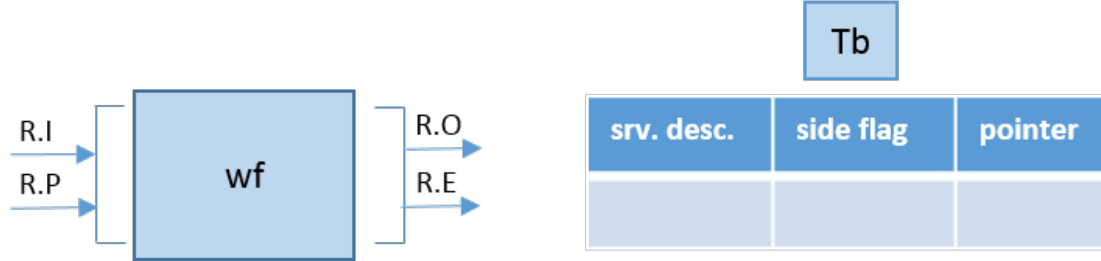 R.I
R.P
wf
R.O
R.E
Tb
srv. desc. side flag pointer